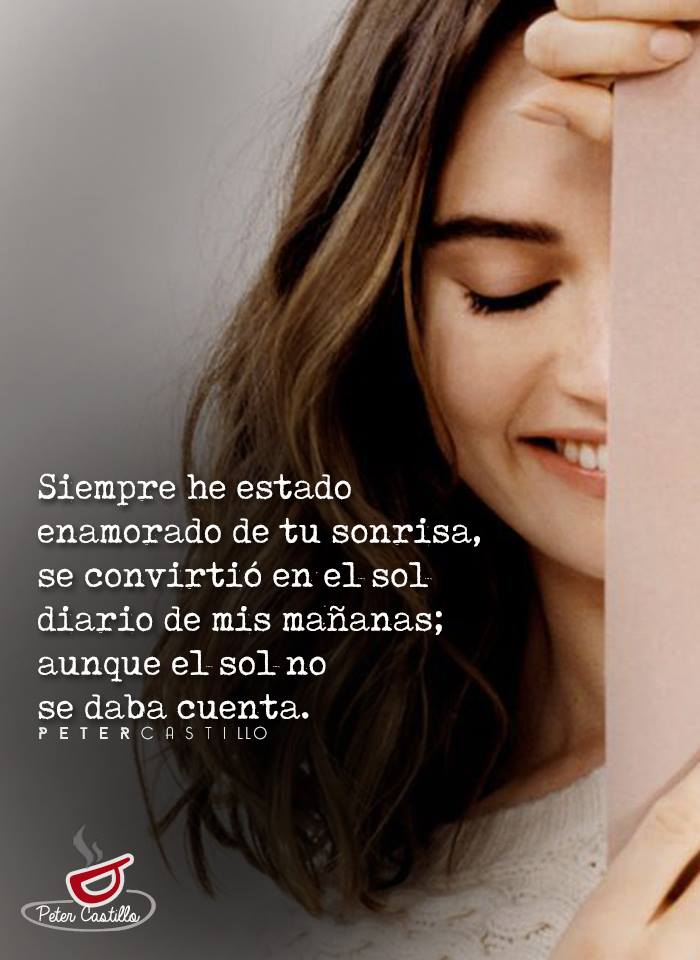 Siempre he estado
enamorado de tu sonrisa,
se convirtió en el sol
diario de mis mañanas;
aunque el sol no
se daba cuenta.
PETERCASTILLO
Peter Castillo